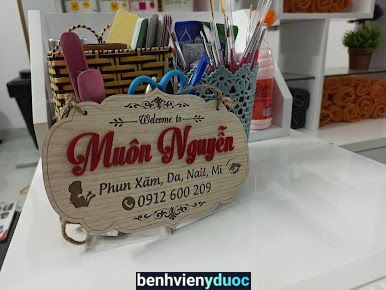 Welcome to
Muôn Nguyễn
Phun Xăm, Da, Nail, Mi
0912 600 209
benhvienyduoc